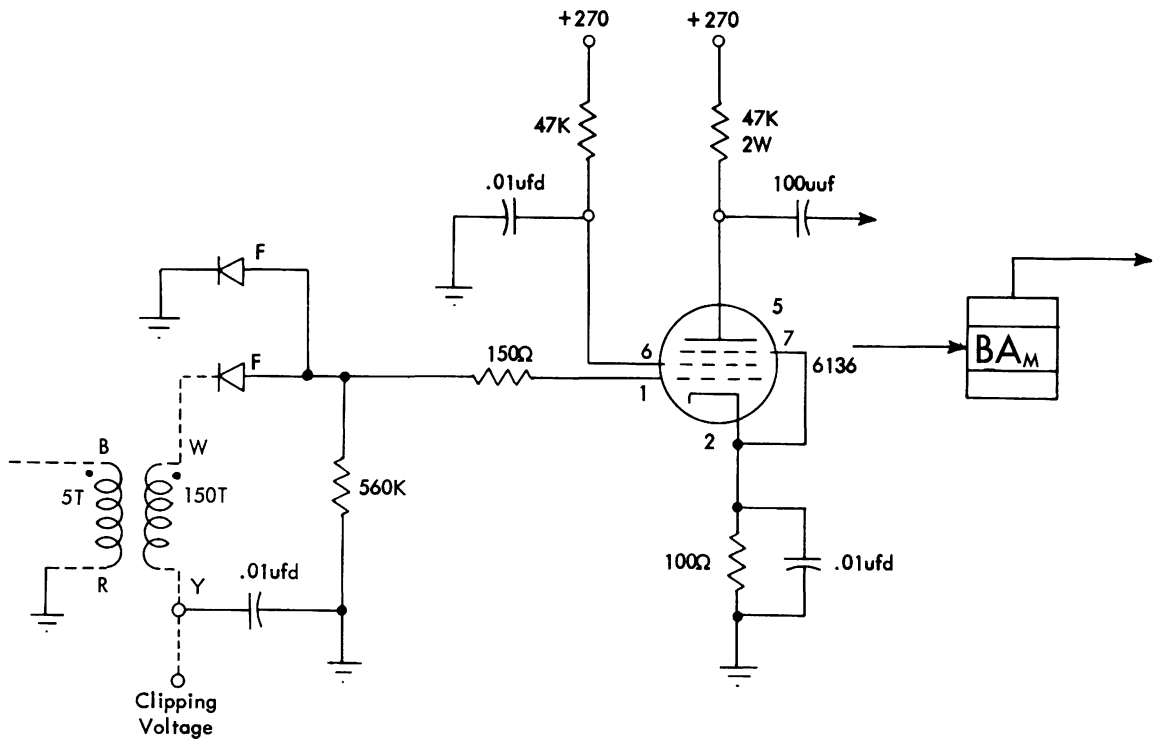 +270
+270
47K
47K
2W
.01ufd
100uuf
F
5
6
7
6136
BAM
150Ω
F
1
2
B
W
5T
150T
560K
R
Y
.01ufd
100Ω
.01ufd
Clipping
Voltage